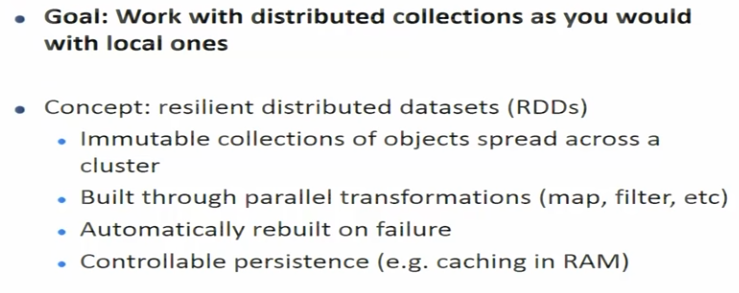 • Goal: Work with distributed collections as you would
with local ones
• Concept: resilient distributed datasets (RDDs)
• Immutable collections of objects spread across a
cluster
• Built through parallel transformations (map, filter, etc)
• Automatically rebuilt on failure
• Controllable persistence (e.g. caching in RAM)